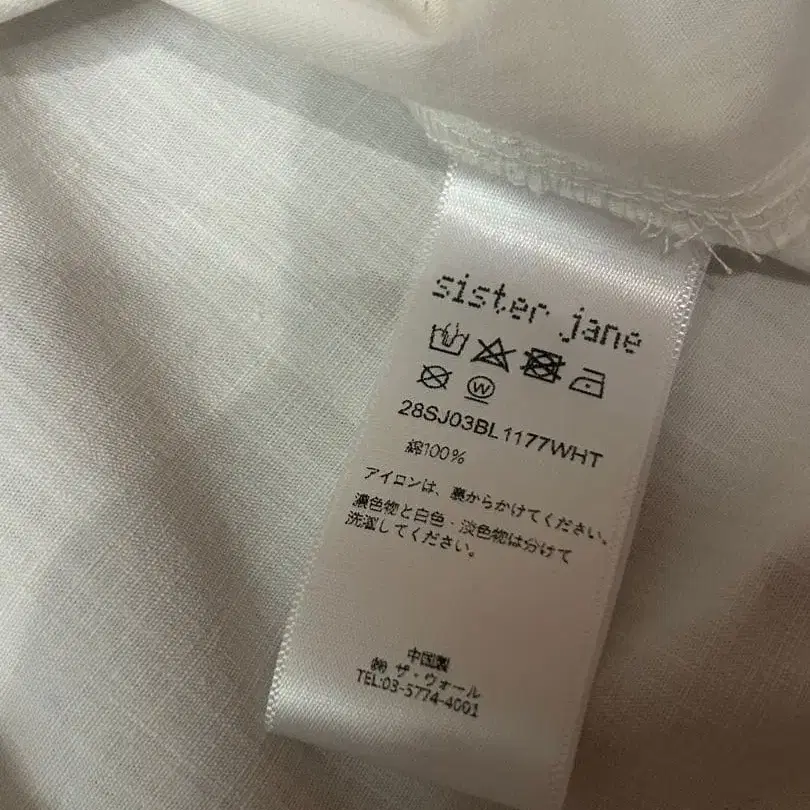 sister jane
W
28SJ03BL1177WHT
綿100%
アイロンは、裏からかけてください。
濃色物と白色・淡色物は分けて
洗濯してください。
中国製
㈱ ザ・ウォール
TEL:03-5774-4001